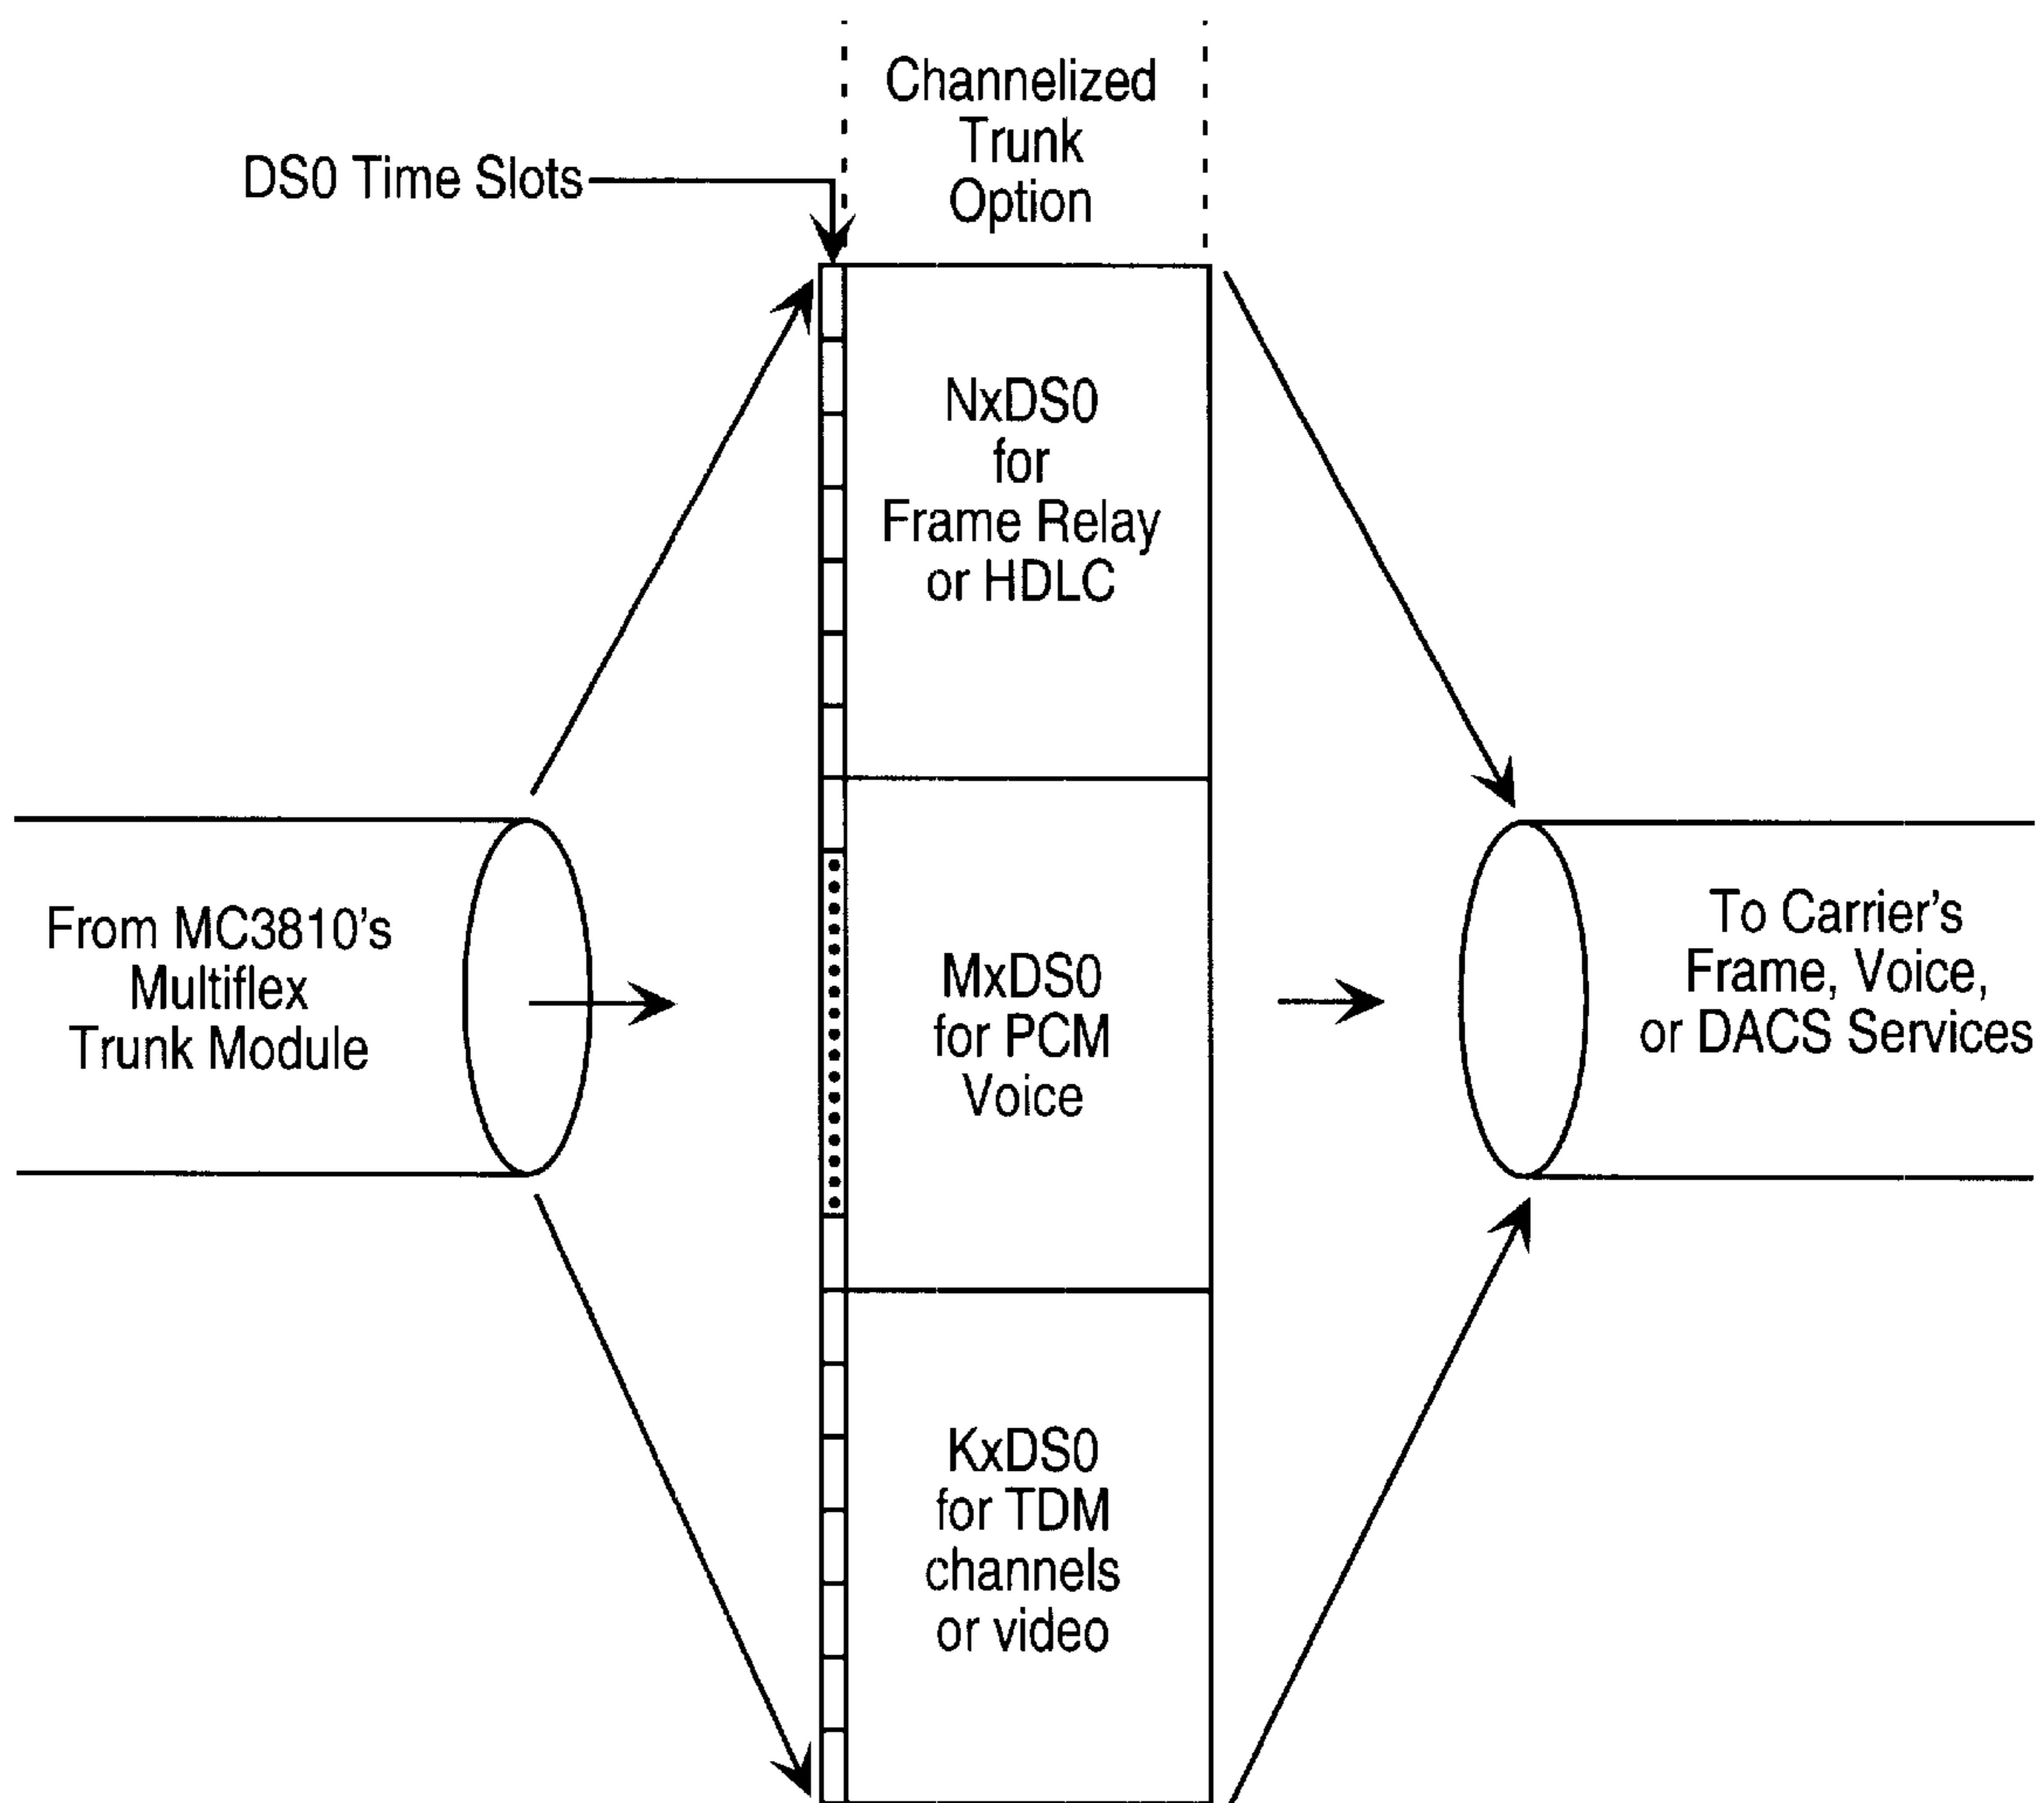 Channelized
Trunk
Option
DS0 Time Slots
NxDS0
for
Frame Relay
or HDLC
From MC3810's
Multiflex
Trunk Module
MxDS0
for PCM
Voice
To Carrier's
Frame, Voice,
or DACS Services
KxDS0
for TDM
channels
or video